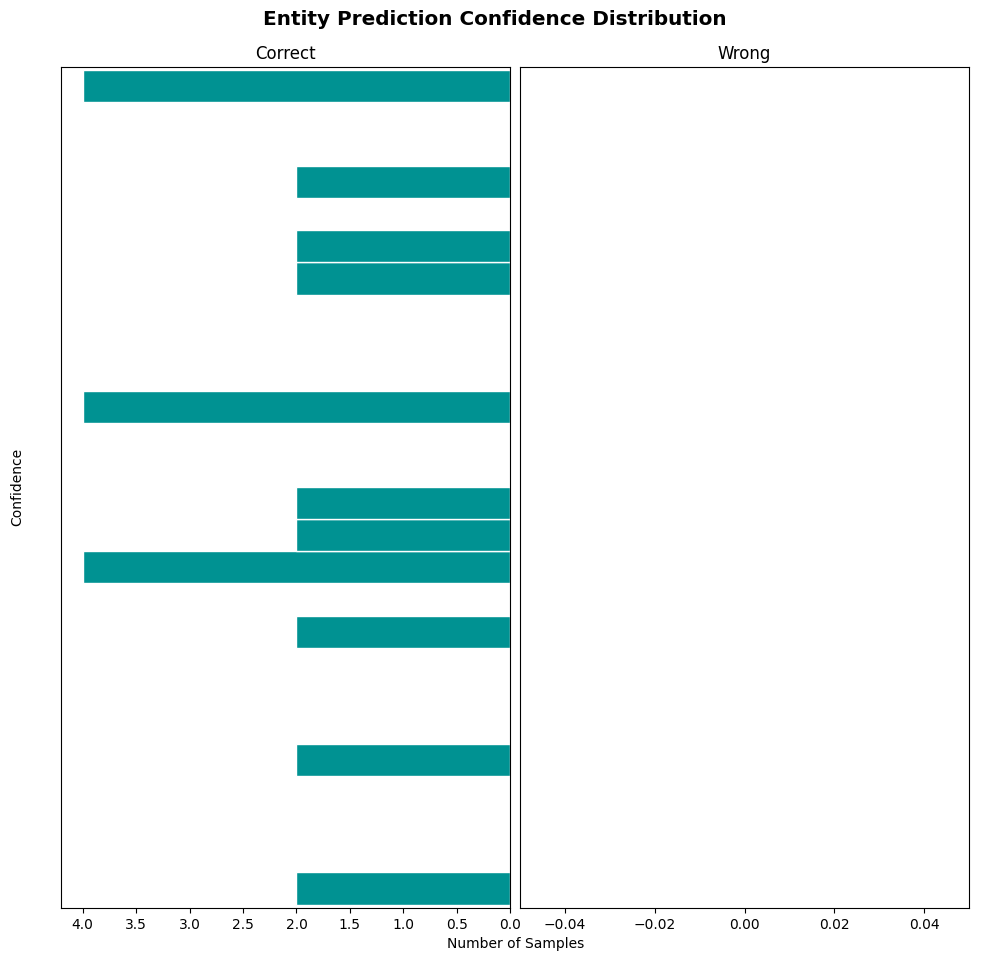 Entity Prediction Confidence Distribution
Correct
Wrong
Confidence
4.0 3.5 3.0 2.5 2.0 1.5 1.0 0.5 0.0
−0.04 −0.02 0.00 0.02 0.04
Number of Samples